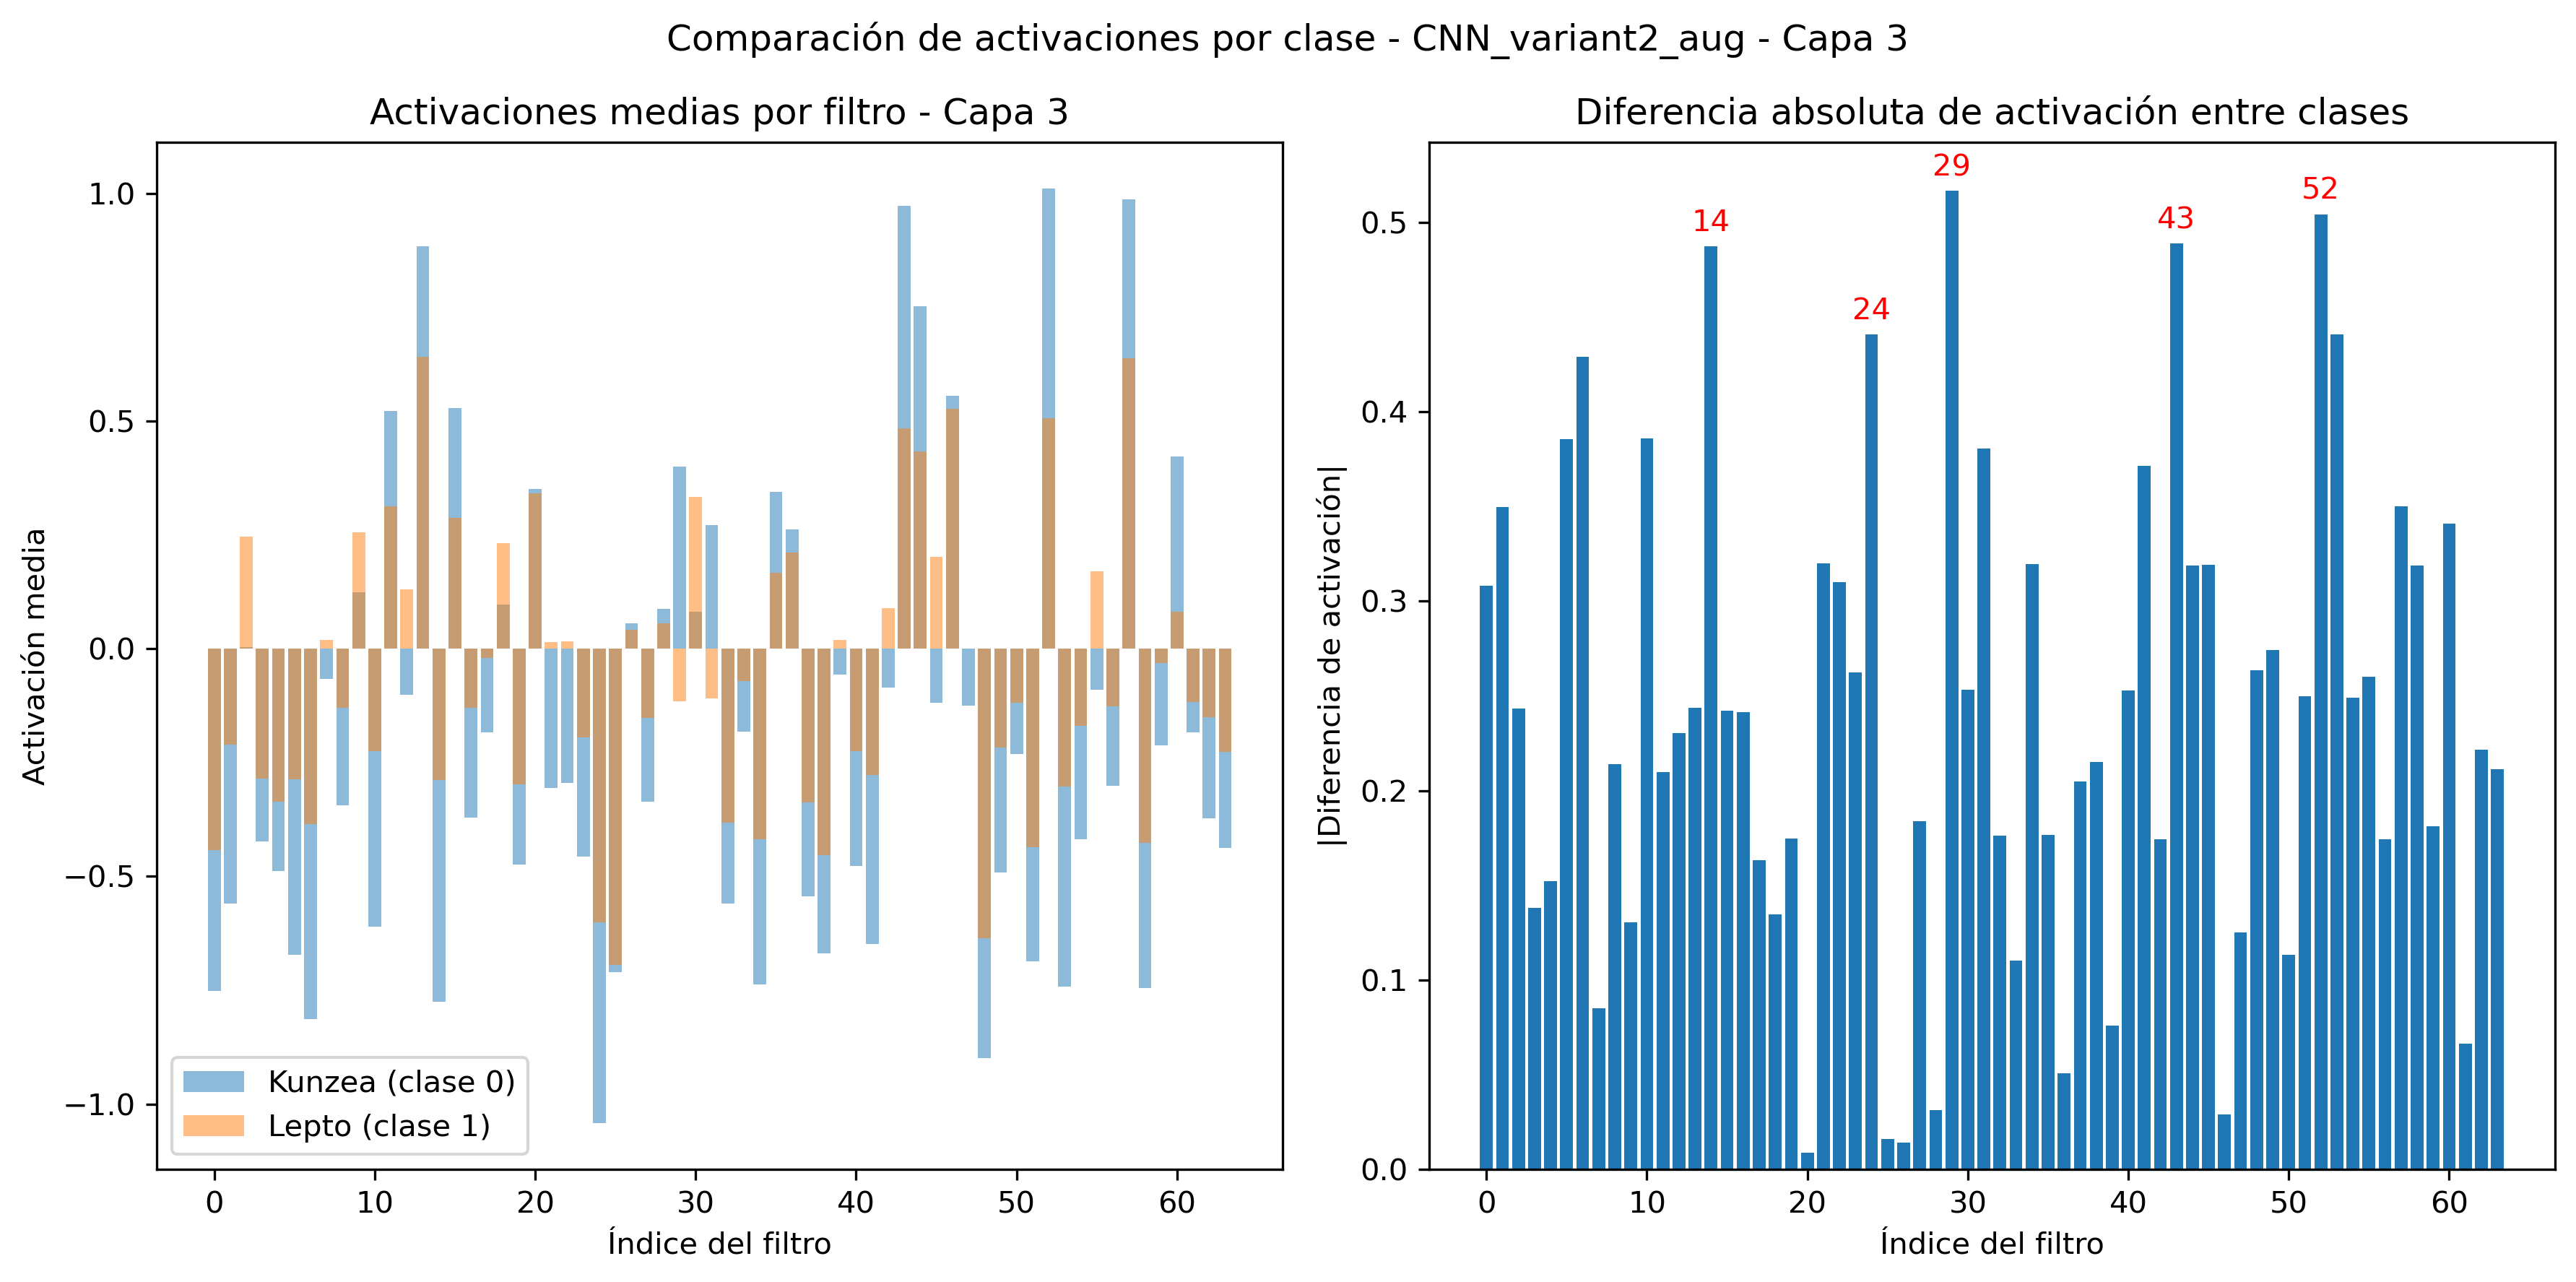 Comparación de activaciones por clase - CNN_variant2_aug - Capa 3
Activaciones medias por filtro - Capa 3
Activación media
1.0
0.5
0.0
−0.5
−1.0
0 10 20 30 40 50 60
Índice del filtro
Kunzea (clase 0)
Lepto (clase 1)
Diferencia absoluta de activación entre clases
|Diferencia de activación|
0.5
0.4
0.3
0.2
0.1
0.0
14
24
29
43
52
0 10 20 30 40 50 60
Índice del filtro